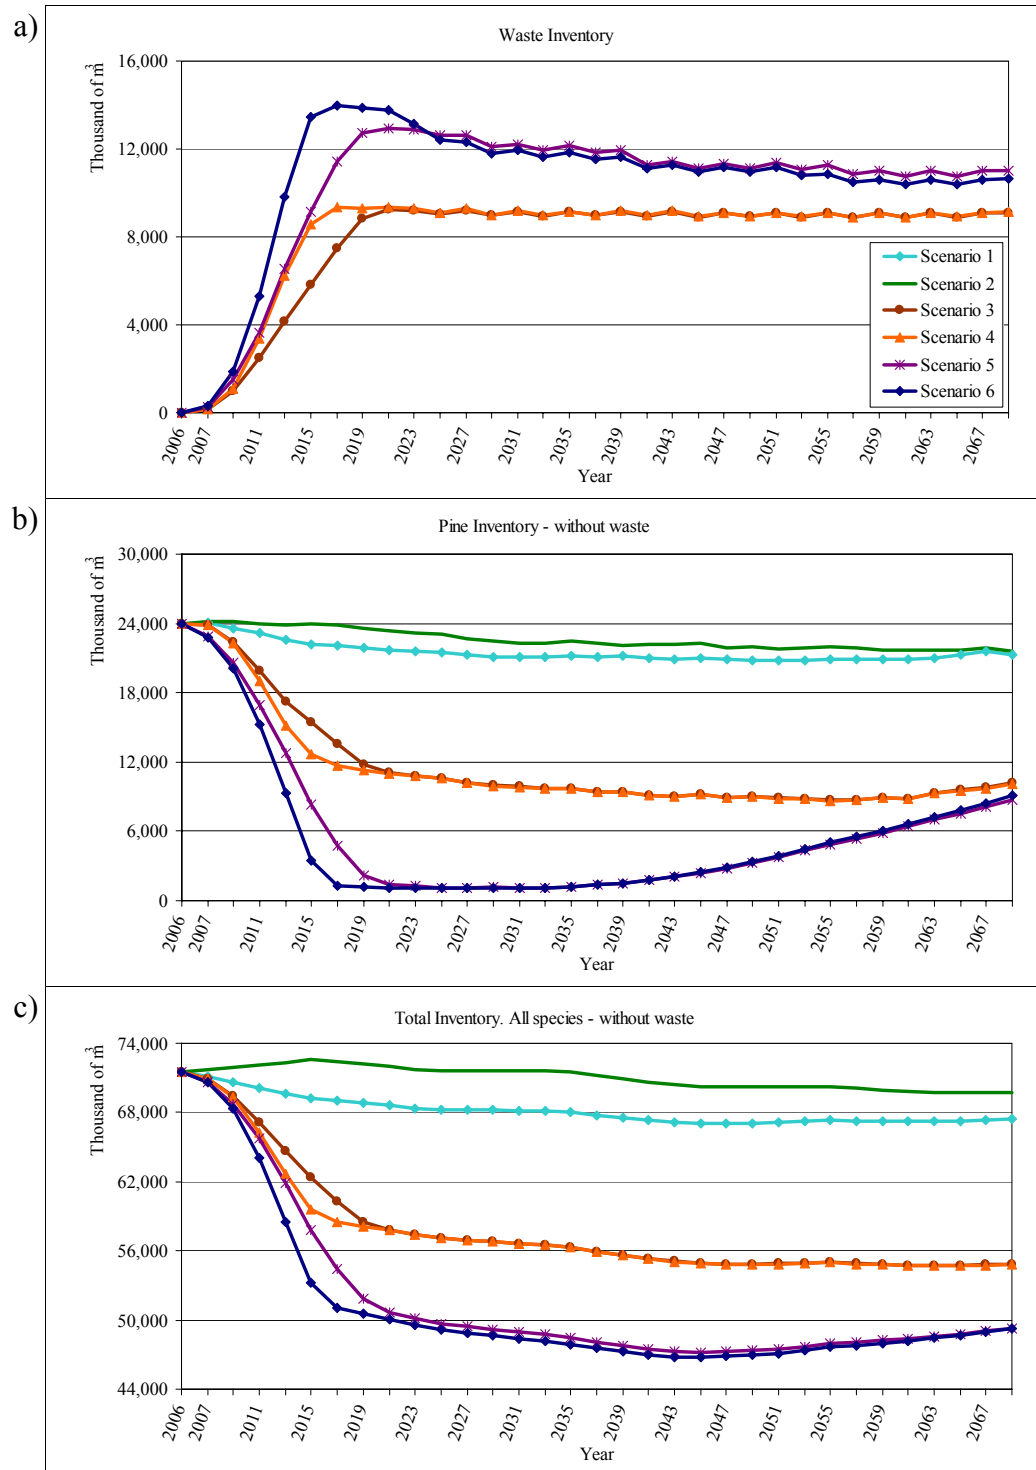 a)
Waste Inventory
Thousand of m³
16,000
12,000
8,000
4,000
0
Scenario 1
Scenario 2
Scenario 3
Scenario 4
Scenario 5
Scenario 6
2006 2007 2011 2015 2019 2023 2027 2031 2035 2039 2043 2047 2051 2055 2059 2063 2067
Year
b)
Pine Inventory - without waste
Thousand of m³
30,000
24,000
18,000
12,000
6,000
0
2006 2007 2011 2015 2019 2023 2027 2031 2035 2039 2043 2047 2051 2055 2059 2063 2067
Year
c)
Total Inventory. All species - without waste
Thousand of m³
74,000
68,000
62,000
56,000
50,000
44,000
2006 2007 2011 2015 2019 2023 2027 2031 2035 2039 2043 2047 2051 2055 2059 2063 2067
Year